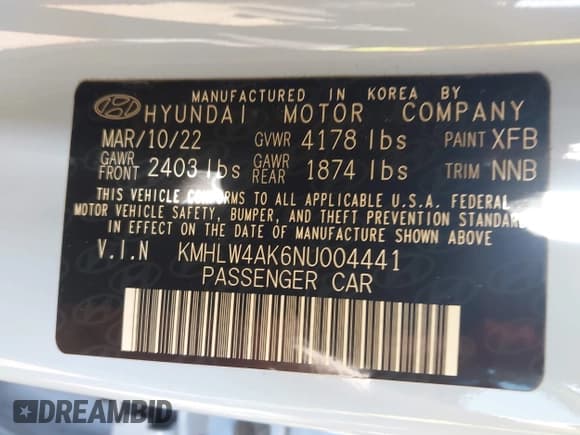 MANUFACTURED IN KOREA BY
HYUNDAI MOTOR COMPANY
MAR/10/22 GVWR 4178 lbs PAINT XFB
GAWR FRONT 2403 lbs GAWR REAR 1874 lbs TRIM NNB
THIS VEHICLE CONFORMS TO ALL APPLICABLE U.S.A. FEDERAL
MOTOR VEHICLE SAFETY, BUMPER, AND THEFT PREVENTION STANDARD
IN EFFECT ON THE DATE OF MANUFACTURE SHOWN ABOVE.
V.I.N KMHLW4AK6NU004441
PASSENGER CAR
DREAMBID